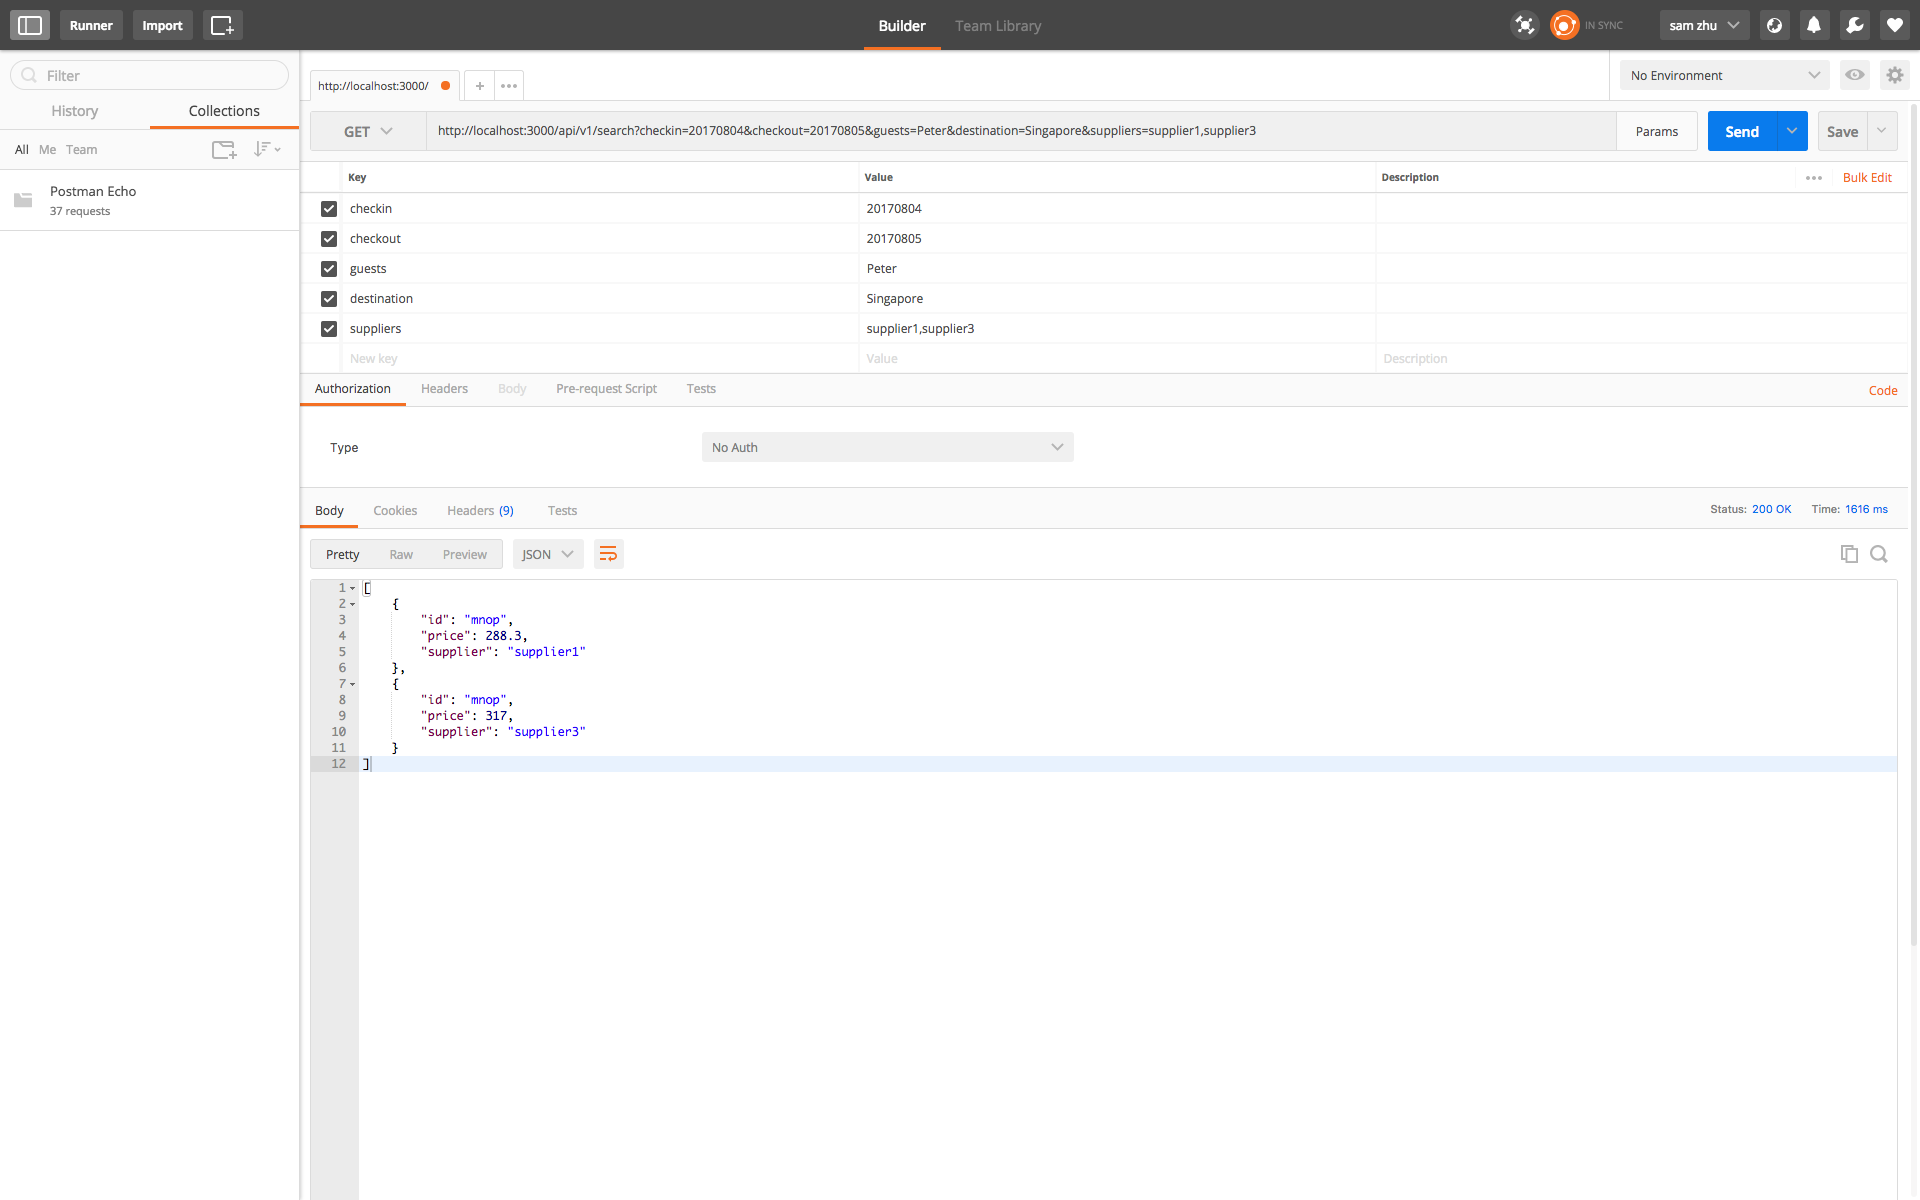 Runner
Import
Builder
Team Library
IN SYNC
sam zhu
Filter
History
Collections
All Me Team
Postman Echo
37 requests
http://localhost:3000/
+
No Environment
GET
http://localhost:3000/api/v1/search?checkin=20170804&checkout=20170805&guests=Peter&destination=Singapore&suppliers=supplier1,supplier3
Params
Send
Save
Key Value Description Bulk Edit
checkin 20170804
checkout 20170805
guests Peter
destination Singapore
suppliers supplier1,supplier3
New key Value Description
Authorization Headers Body Pre-request Script Tests Code
Type No Auth
Body Cookies Headers (9) Tests Status: 200 OK Time: 1616 ms
Pretty Raw Preview JSON
1 [
2 {
3 "id": "mnop",
4 "price": 288.3,
5 "supplier": "supplier1"
6 },
7 {
8 "id": "mnop",
9 "price": 317,
10 "supplier": "supplier3"
11 }
12 ]